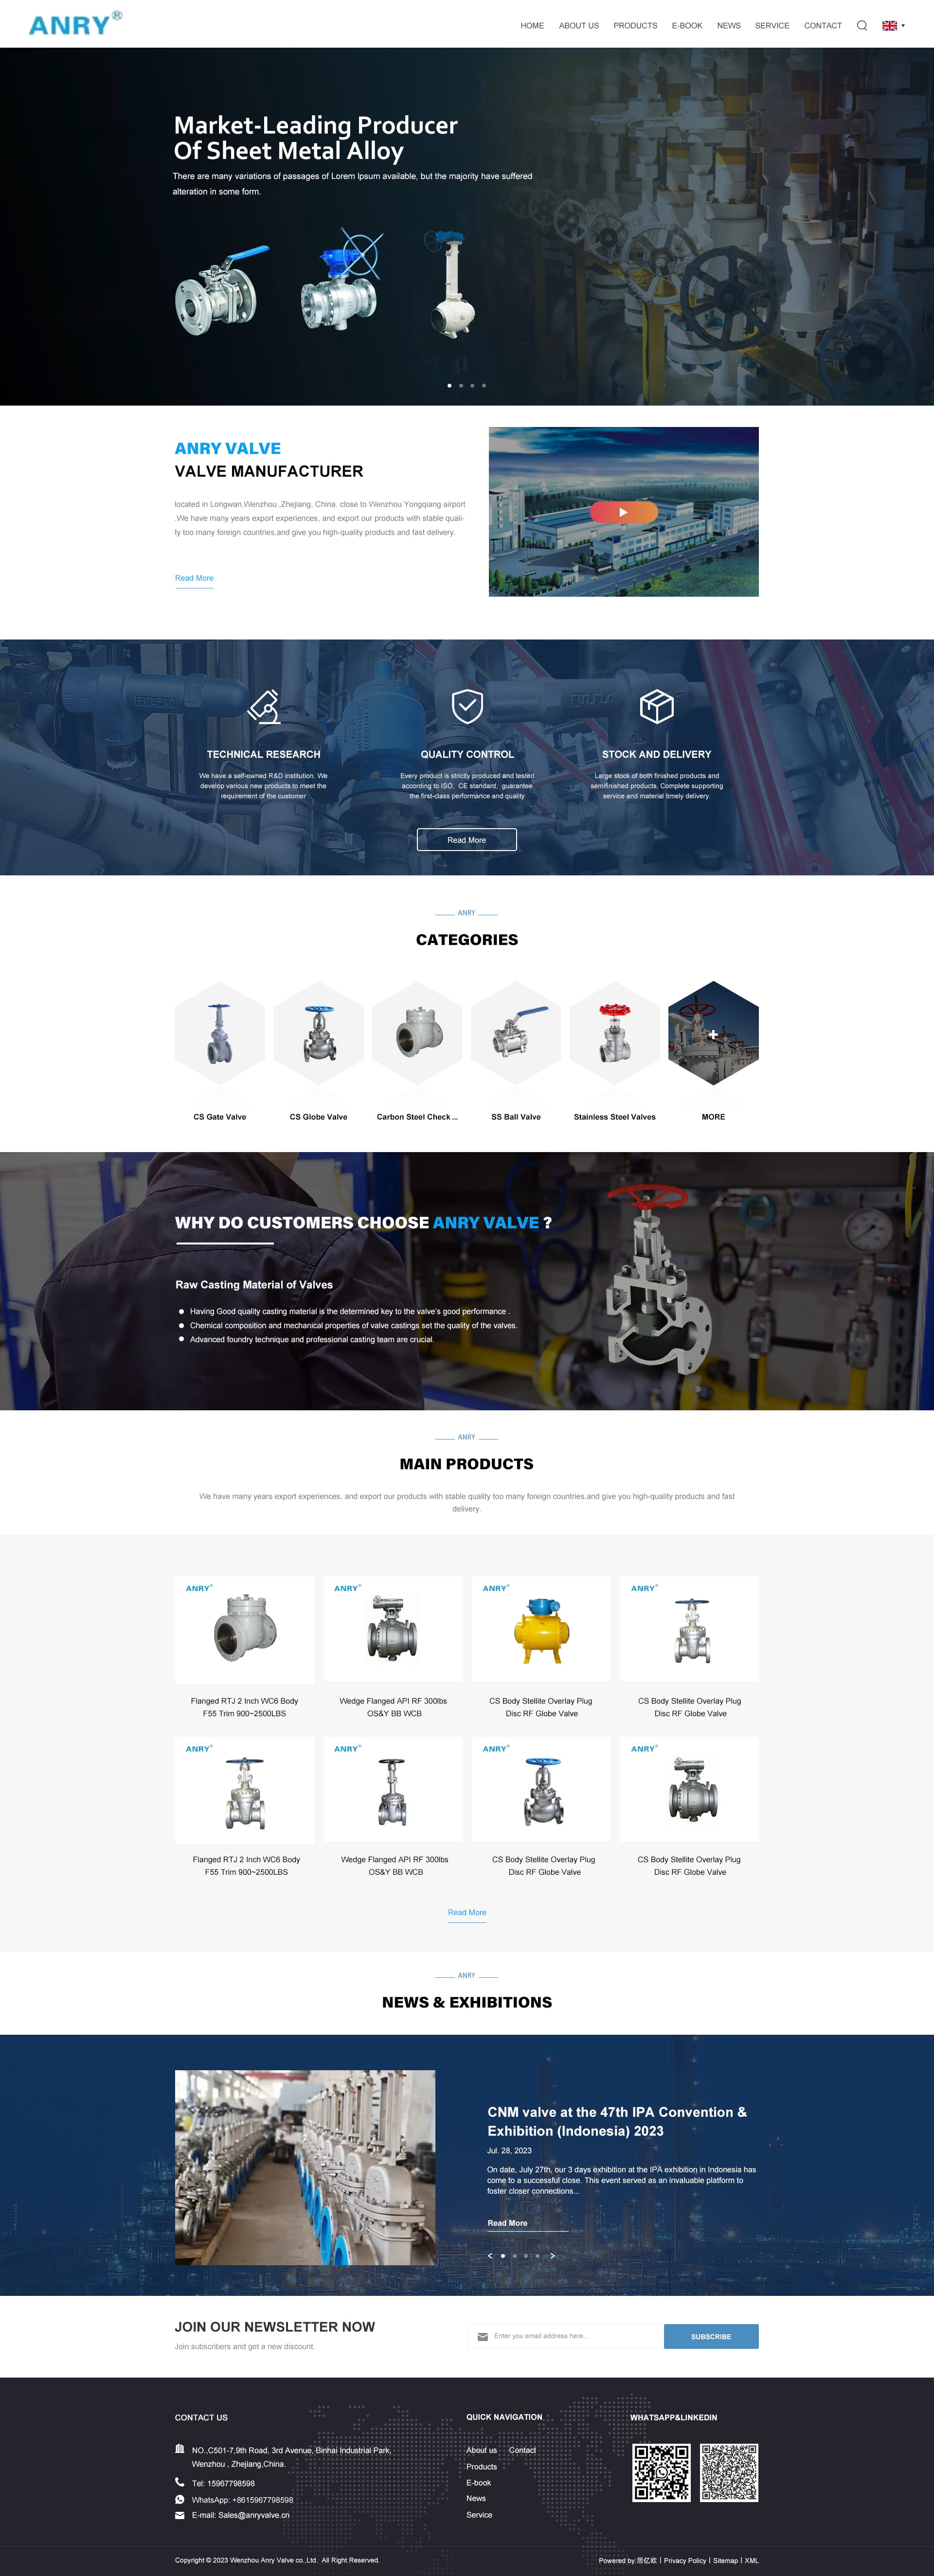 ANRY®
HOME ABOUT US PRODUCTS E-BOOK NEWS SERVICE CONTACT
Market-Leading Producer
Of Sheet Metal Alloy
There are many variations of passages of Lorem Ipsum available, but the majority have suffered
alteration in some form.
ANRY VALVE
VALVE MANUFACTURER
located in Longwan,Wenzhou ,Zhejiang, China. close to Wenzhou Yongqiang airport
.We have many years export experiences, and export our products with stable quali-
ty too many foreign countries,and give you high-quality products and fast delivery.
Read More
TECHNICAL RESEARCH
We have a self-owned R&D institution. We
develop various new products to meet the
requirement of the customer
QUALITY CONTROL
Every product is strictly produced and tested
according to ISO, CE standard, guarantee
the first-class performance and quality
STOCK AND DELIVERY
Large stock of both finished products and
semifinished products, Complete supporting
service and material timely delivery.
Read More
ANRY
CATEGORIES
CS Gate Valve
CS Globe Valve
Carbon Steel Check ...
SS Ball Valve
Stainless Steel Valves
MORE
WHY DO CUSTOMERS CHOOSE ANRY VALVE ?
Raw Casting Material of Valves
Having Good quality casting material is the determined key to the valve's good performance .
Chemical composition and mechanical properties of valve castings set the quality of the valves.
Advanced foundry technique and professional casting team are crucial.
ANRY
MAIN PRODUCTS
We have many years export experiences, and export our products with stable quality too many foreign countries,and give you high-quality products and fast
delivery.
ANRY®
ANRY®
ANRY®
ANRY®
Flanged RTJ 2 Inch WC6 Body
F55 Trim 900~2500LBS
Wedge Flanged API RF 300lbs
OS&Y BB WCB
CS Body Stellite Overlay Plug
Disc RF Globe Valve
CS Body Stellite Overlay Plug
Disc RF Globe Valve
ANRY®
ANRY®
ANRY®
ANRY®
Flanged RTJ 2 Inch WC6 Body
F55 Trim 900~2500LBS
Wedge Flanged API RF 300lbs
OS&Y BB WCB
CS Body Stellite Overlay Plug
Disc RF Globe Valve
CS Body Stellite Overlay Plug
Disc RF Globe Valve
Read More
ANRY
NEWS & EXHIBITIONS
CNM valve at the 47th IPA Convention &
Exhibition (Indonesia) 2023
Jul. 28, 2023
On date, July 27th, our 3 days exhibition at the IPA exhibition in Indonesia has
come to a successful close. This event served as an invaluable platform to
foster closer connections...
Read More
JOIN OUR NEWSLETTER NOW
Join subscribers and get a new discount.
Enter you email address here...
SUBSCRIBE
CONTACT US
NO.,C501-7,9th Road, 3rd Avenue, Binhai Industrial Park,
Wenzhou , Zhejiang,China.
Tel: 15967798598
WhatsApp: +8615967798598
E-mail: Sales@anryvalve.cn
QUICK NAVIGATION
About us Contact
Products
E-book
News
Service
WHATSAPP&LINKEDIN
Copyright © 2023 Wenzhou Anry Valve co.,Ltd. All Right Reserved.
Powered by:思亿欧 | Privacy Policy | Sitemap | XML